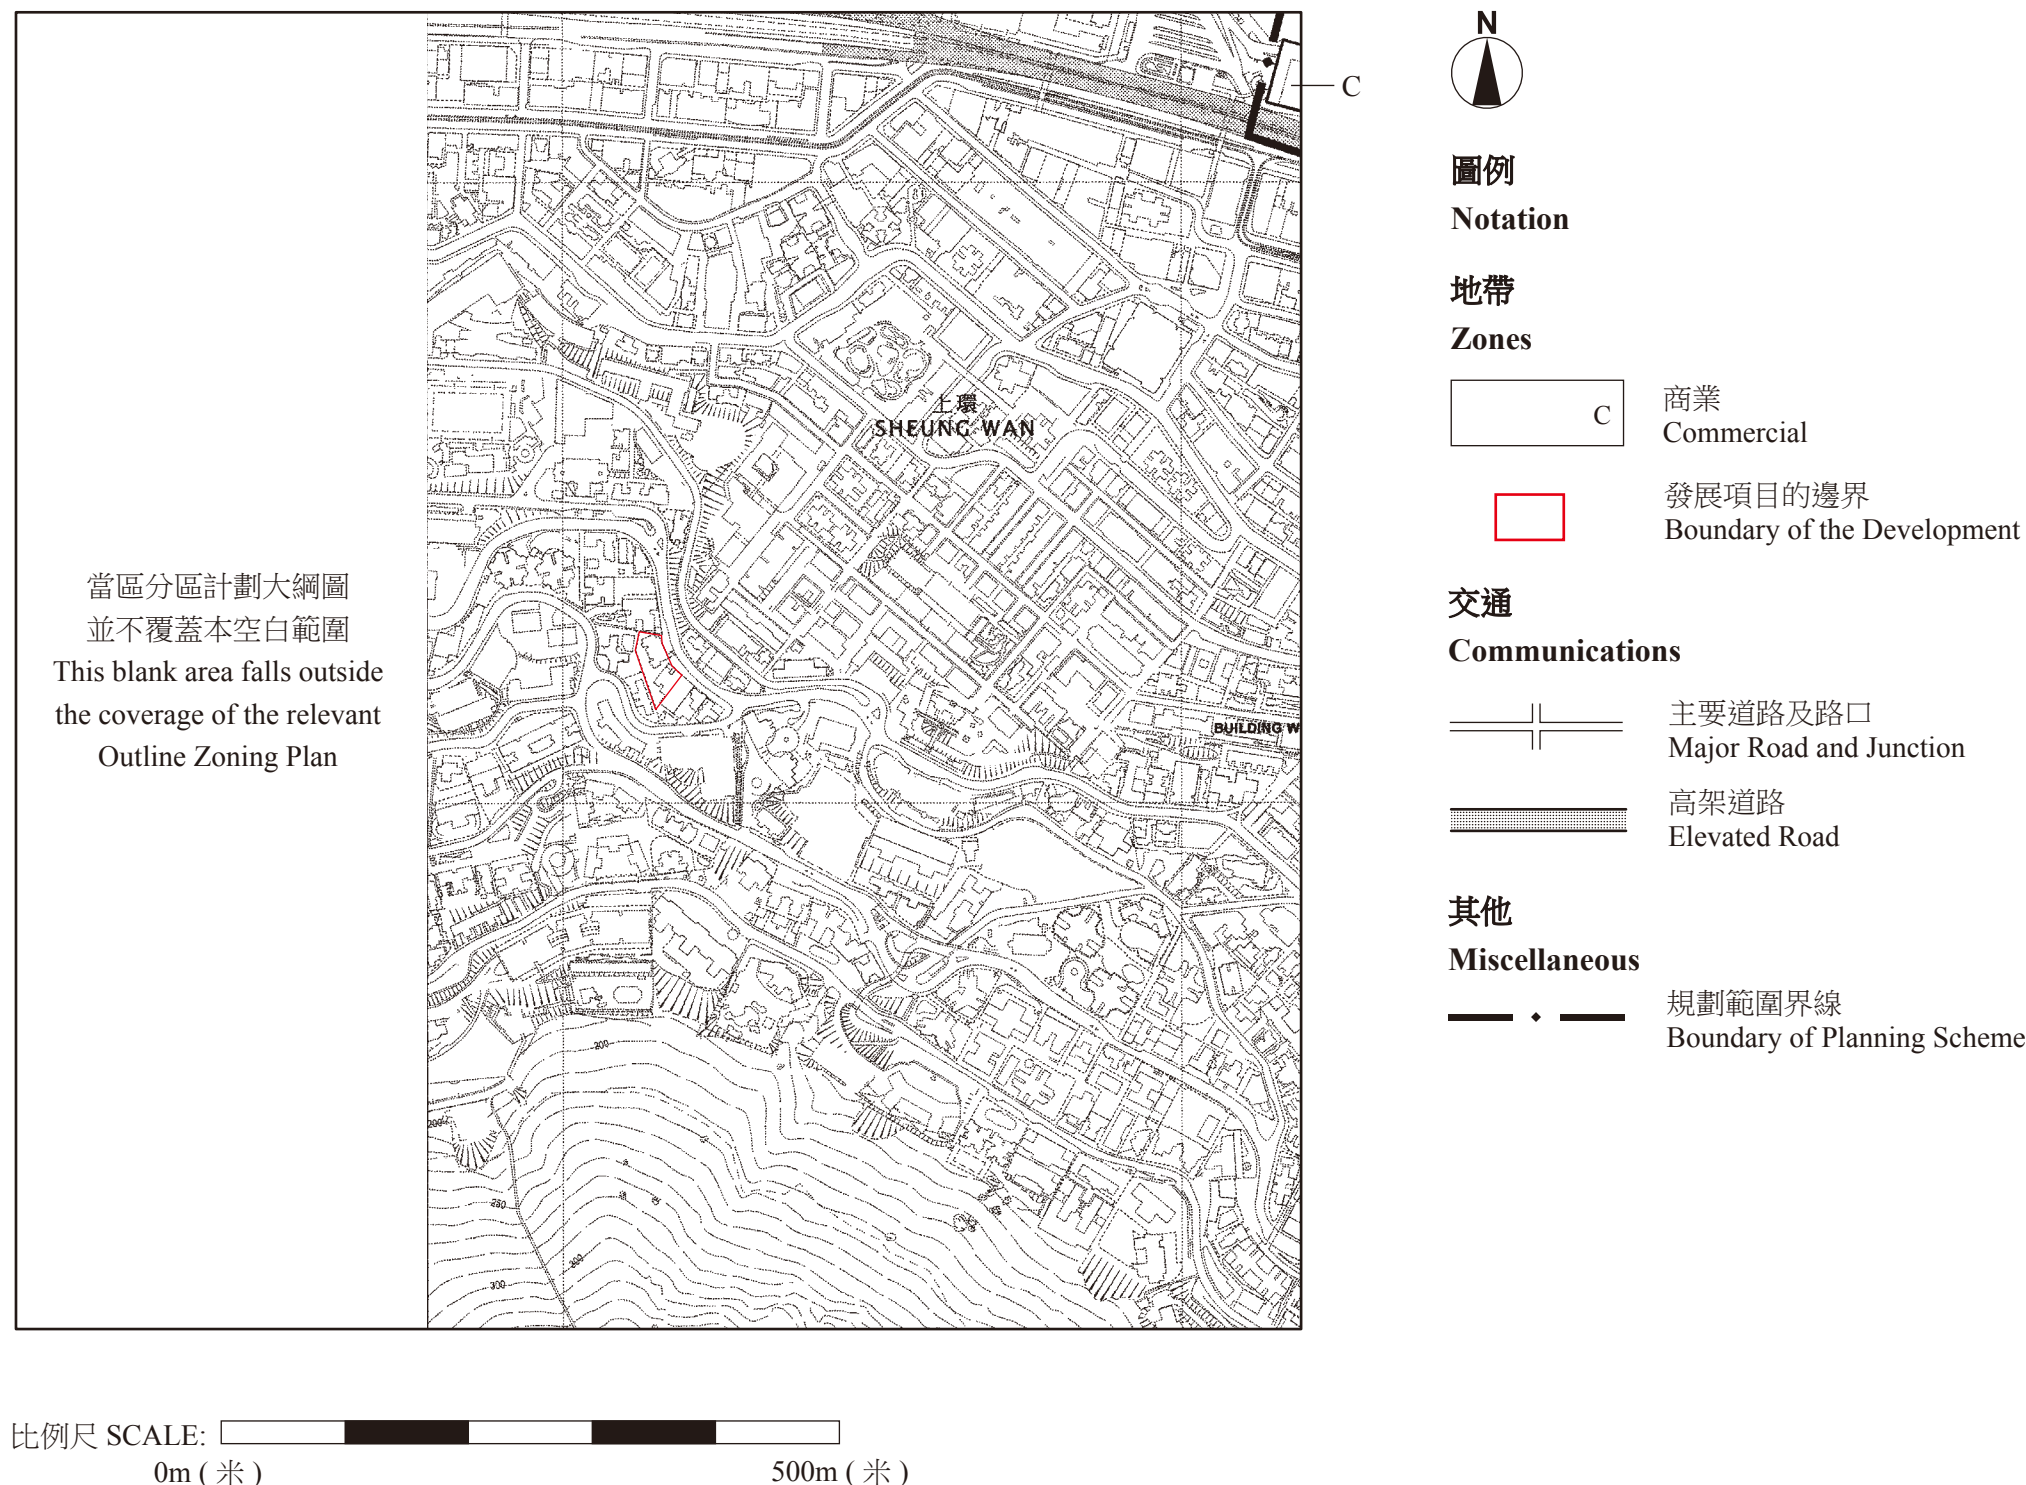 C
上環
SHEUNG WAN
BUILDING W
當區分區計劃大綱圖
並不覆蓋本空白範圍
This blank area falls outside
the coverage of the relevant
Outline Zoning Plan
200
200
250
300
300
N
圖例
Notation
地帶
Zones
C
商業
Commercial
發展項目的邊界
Boundary of the Development
交通
Communications
主要道路及路口
Major Road and Junction
高架道路
Elevated Road
其他
Miscellaneous
規劃範圍界線
Boundary of Planning Scheme
比例尺 SCALE:
0m ( 米 ) 500m ( 米 )